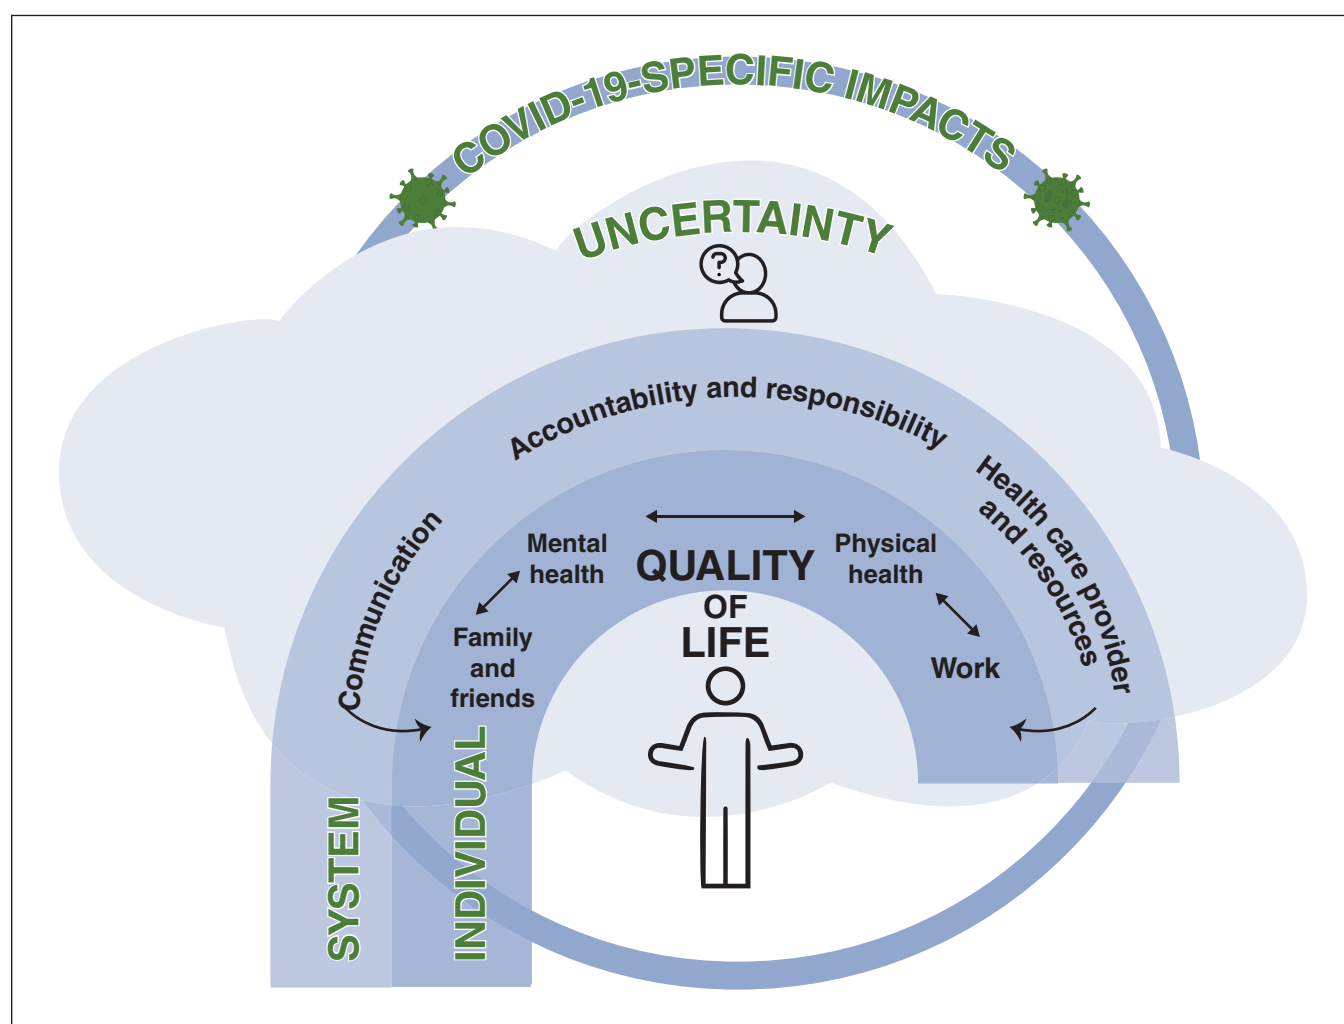 COVID-19-SPECIFIC IMPACTS
UNCERTAINTY
?
Accountability and responsibility
Communication
Health care provider
and resources
Mental
health
Physical
health
QUALITY
OF
LIFE
Family
and
friends
Work
SYSTEM
INDIVIDUAL